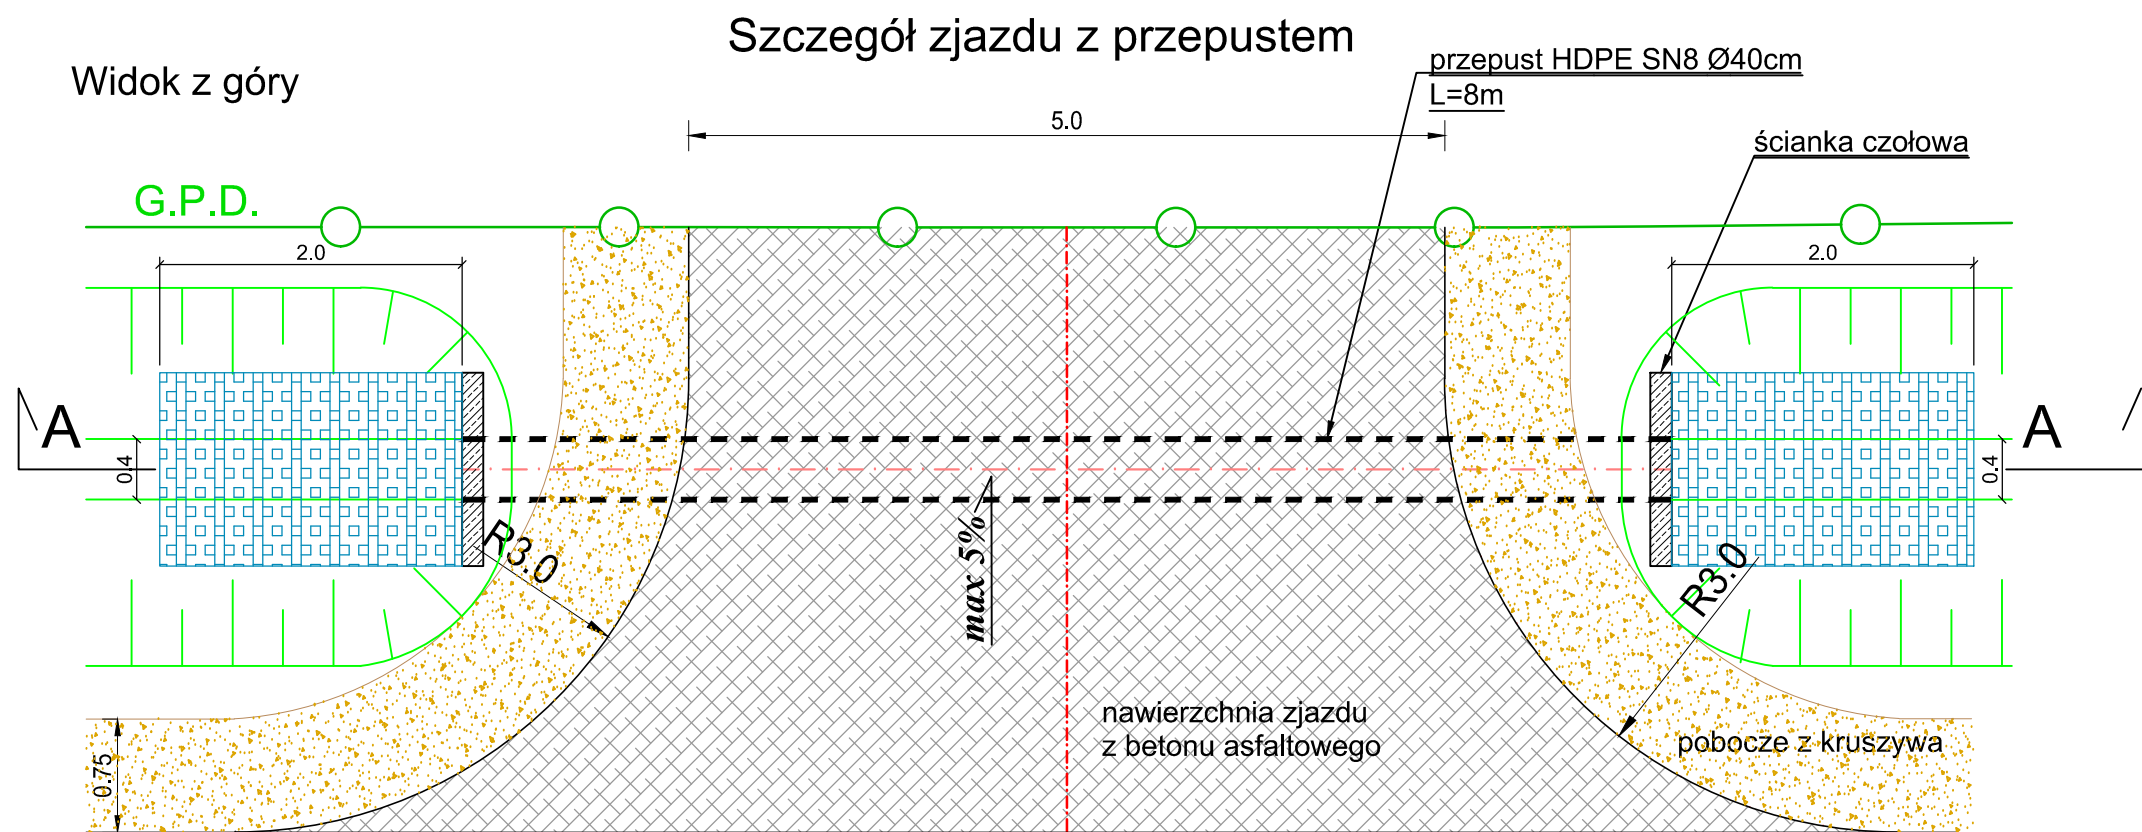 Szczegół zjazdu z przepustem
Widok z góry
przepust HDPE SN8 Ø40cm
L=8m
5.0
ścianka czołowa
G.P.D.
2.0
2.0
A
A
0.4
0.4
R3.0
max 5%
R3.0
nawierzchnia zjazdu
z betonu asfaltowego
pobocze z kruszywa
0.75